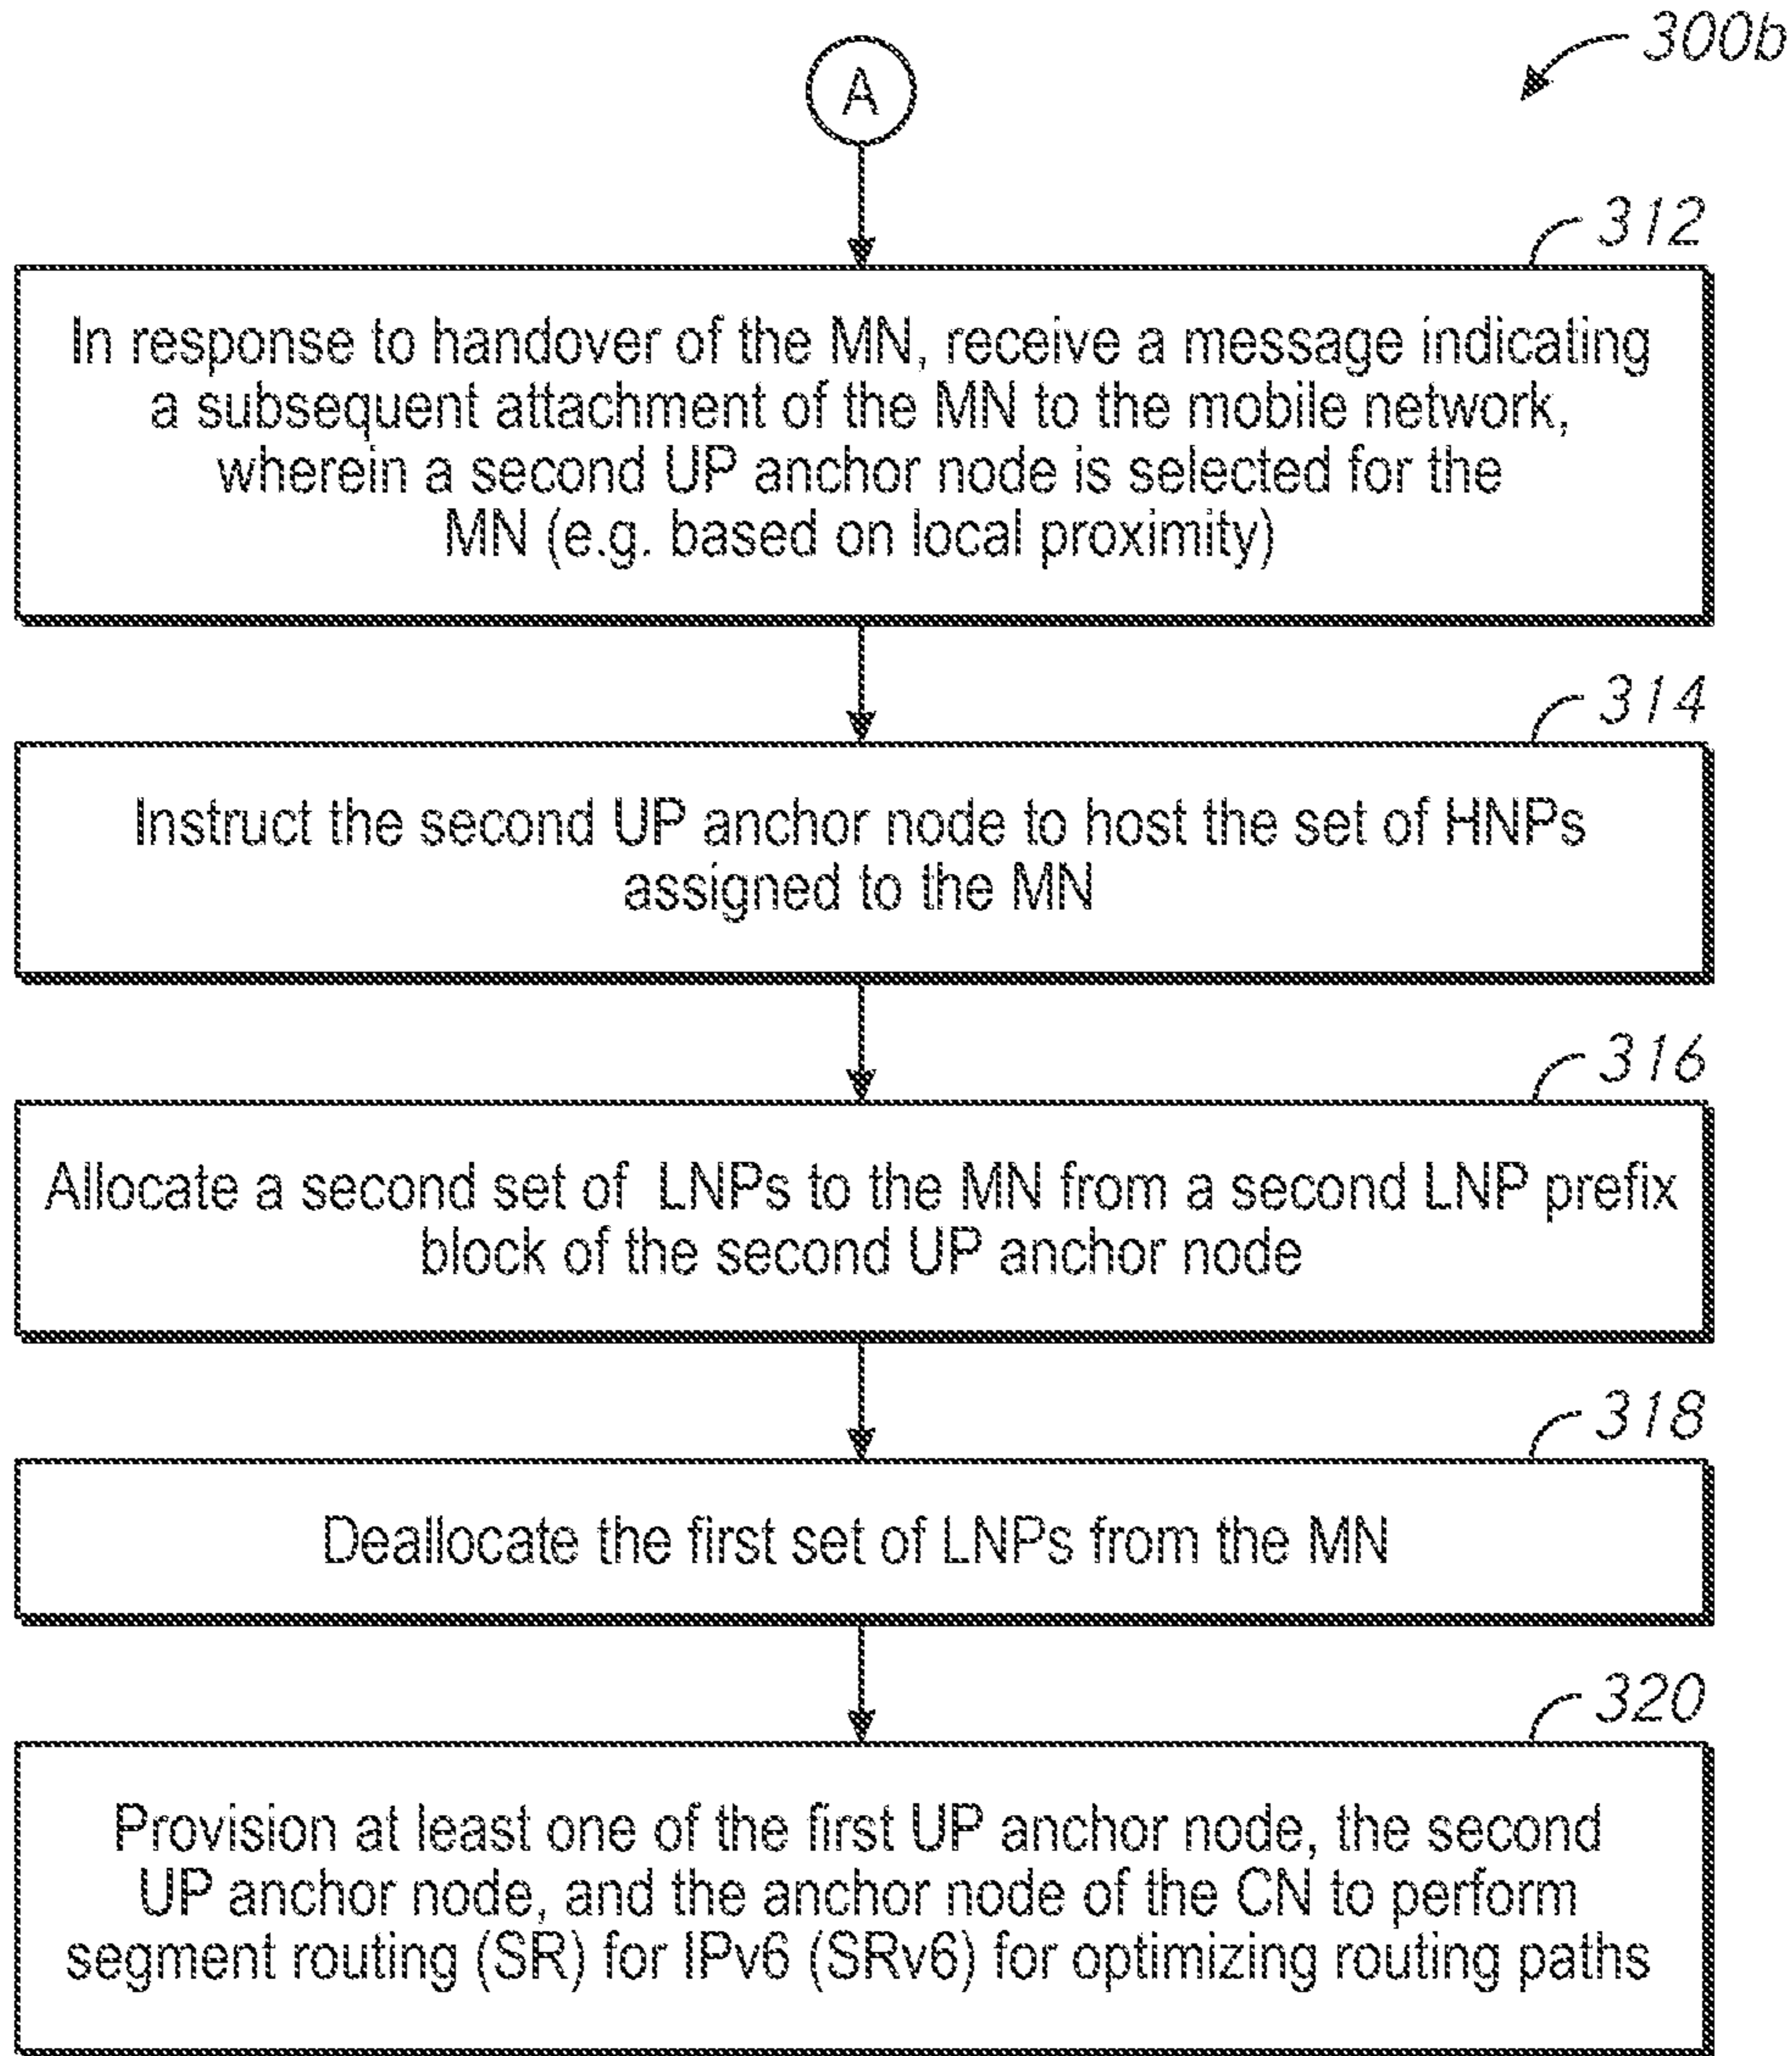 300b
A
312
In response to handover of the MN, receive a message indicating
a subsequent attachment of the MN to the mobile network,
wherein a second UP anchor node is selected for the
MN (e.g. based on local proximity)
314
Instruct the second UP anchor node to host the set of HNPs
assigned to the MN
316
Allocate a second set of LNPs to the MN from a second LNP prefix
block of the second UP anchor node
318
Deallocate the first set of LNPs from the MN
320
Provision at least one of the first UP anchor node, the second
UP anchor node, and the anchor node of the CN to perform
segment routing (SR) for IPv6 (SRv6) for optimizing routing paths